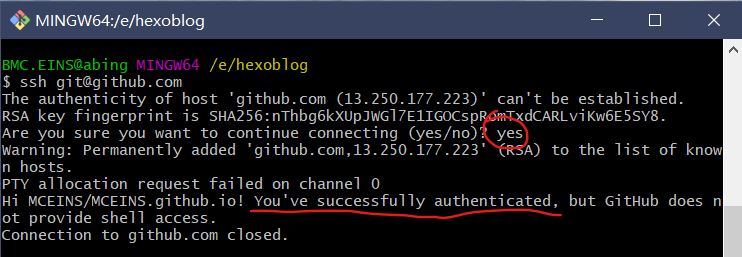 MINGW64:/e/hexoblog
BMC.EINS@abing MINGW64 /e/hexoblog
$ ssh git@github.com
The authenticity of host 'github.com (13.250.177.223)' can't be established.
RSA key fingerprint is SHA256:nThbg6kXUpJWGl7E1IGOCspRomTxdCARLviKw6E5SY8.
Are you sure you want to continue connecting (yes/no)? yes
Warning: Permanently added 'github.com,13.250.177.223' (RSA) to the list of know
n hosts.
PTY allocation request failed on channel 0
Hi MCEINS/MCEINS.github.io! You've successfully authenticated, but GitHub does n
ot provide shell access.
Connection to github.com closed.